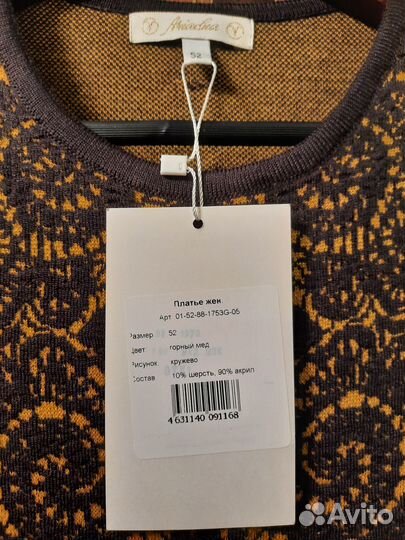 52
Платье жен.
Арт. 01-52-88-1753G-05
Размер 52
Цвет горный мед
Рисунок кружево
Состав 10% шерсть, 90% акрил
4 631140 091168
Avito